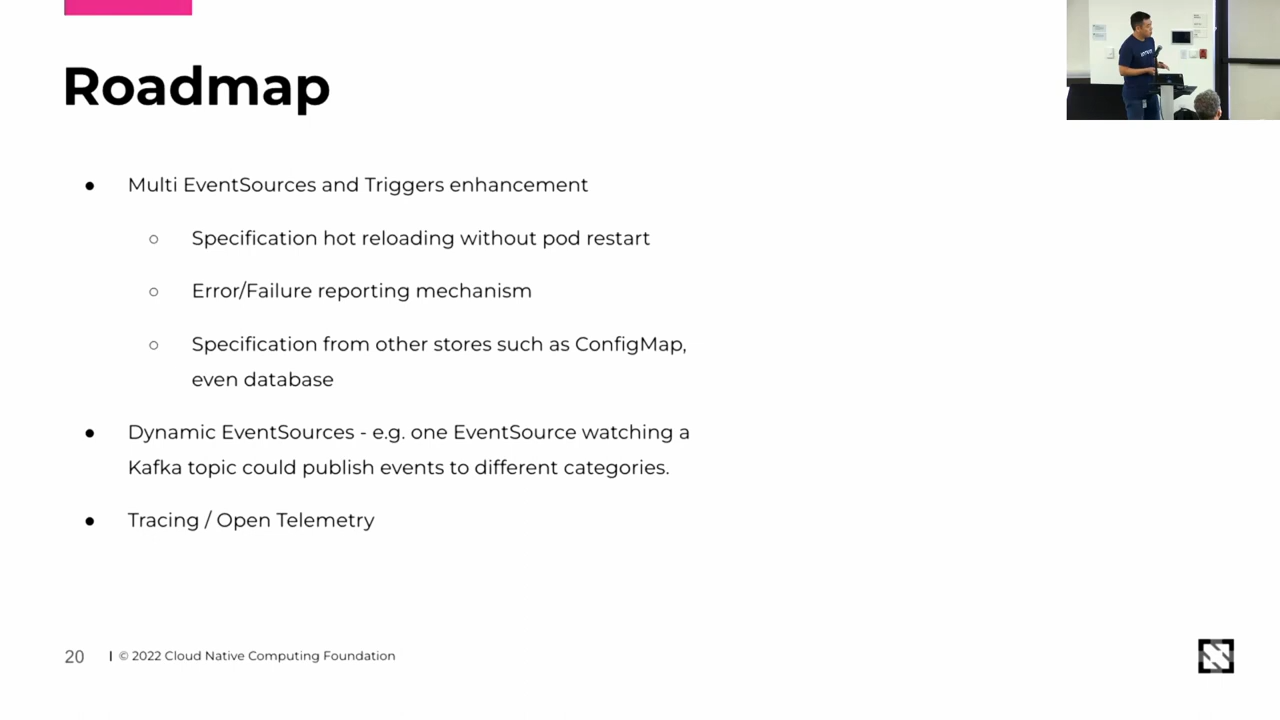 Roadmap
● Multi EventSources and Triggers enhancement
○ Specification hot reloading without pod restart
○ Error/Failure reporting mechanism
○ Specification from other stores such as ConfigMap,
even database
● Dynamic EventSources - e.g. one EventSource watching a
Kafka topic could publish events to different categories.
● Tracing / Open Telemetry
20 | © 2022 Cloud Native Computing Foundation